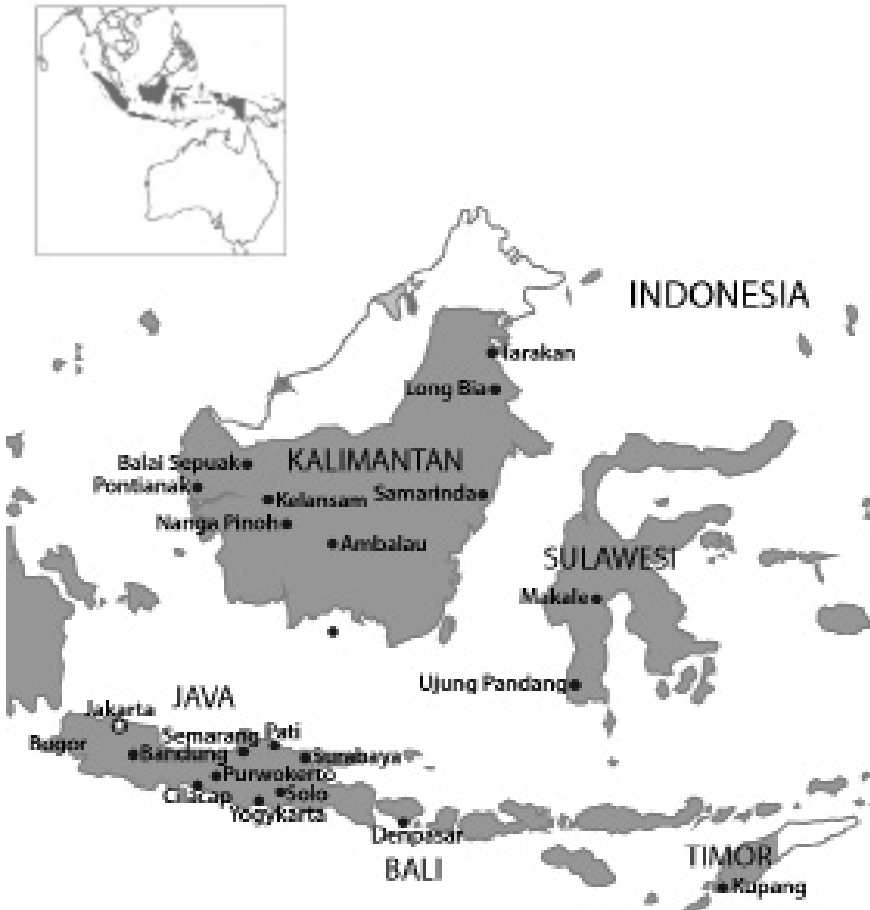 INDONESIA
Tarakan
Long Bia
KALIMANTAN
Balai Sepuak
Pontianak
Kelansam
Samarinda
Nanga Pinoh
Ambalau
SULAWESI
Makale
Ujung Pandang
JAVA
Jakarta
Semarang
Pati
Bogor
Bandung
Surabaya
Purwokerto
Cilacap
Solo
Yogykarta
Denpasar
BALI
TIMOR
Kupang